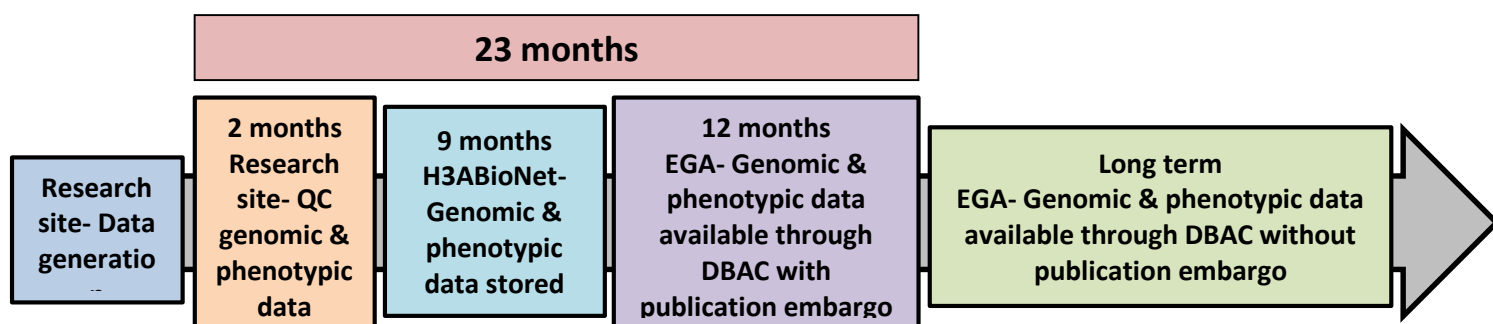 23 months
Research
site- Data
generatio
2 months
Research
site- QC
genomic &
phenotypic
data
9 months
H3ABioNet-
Genomic &
phenotypic
data stored
12 months
EGA- Genomic &
phenotypic data
available through
DBAC with
publication embargo
Long term
EGA- Genomic & phenotypic data
available through DBAC without
publication embargo